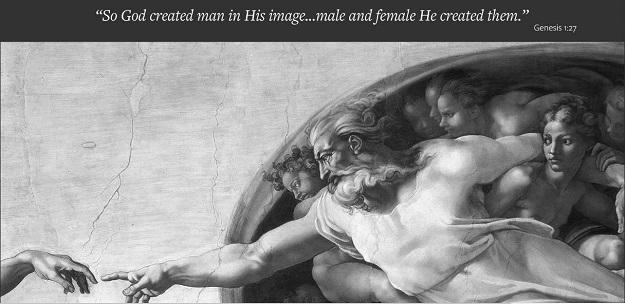 “So God created man in His image...male and female He created them.”
Genesis 1:27